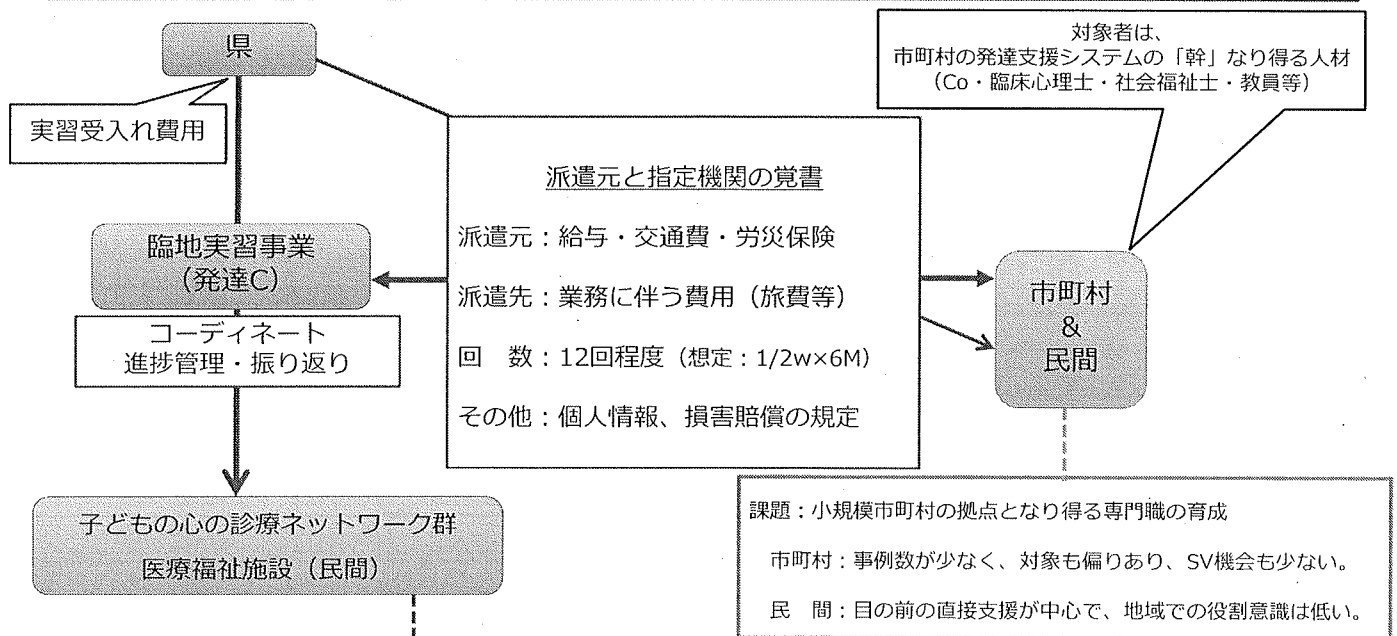 県
実習受入れ費用
対象者は、
市町村の発達支援システムの「幹」なり得る人材
（Co・臨床心理士・社会福祉士・教員等）
派遣元と指定機関の覚書
派遣元：給与・交通費・労災保険
派遣先：業務に伴う費用（旅費等）
回　数：12回程度（想定：1/2w×6M）
その他：個人情報、損害賠償の規定
臨地実習事業
（発達C）
コーディネート
進捗管理・振り返り
市町村
&
民間
子どもの心の診療ネットワーク群
医療福祉施設（民間）
課題：小規模市町村の拠点となり得る専門職の育成
市町村：事例数が少なく、対象も偏りあり、SV機会も少ない。
民　間：目の前の直接支援が中心で、地域での役割意識は低い。